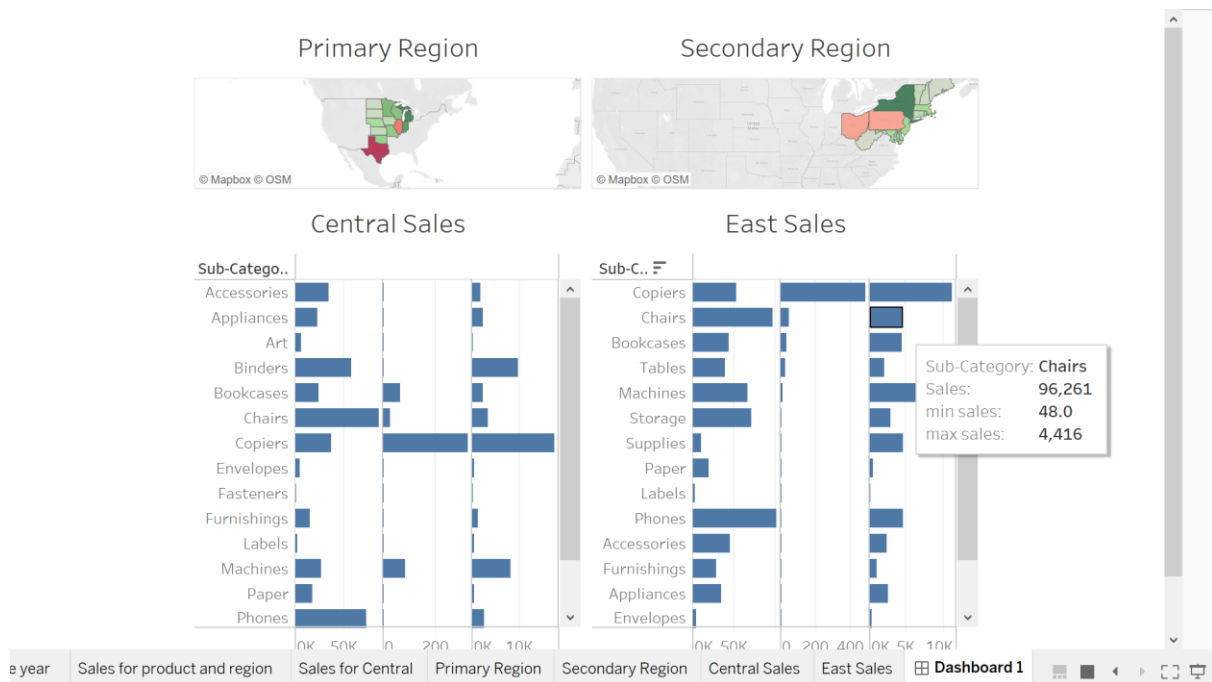 Primary Region
Secondary Region
© Mapbox © OSM
© Mapbox © OSM
Central Sales
East Sales
Sub-Catego..
Accessories
Appliances
Art
Binders
Bookcases
Chairs
Copiers
Envelopes
Fasteners
Furnishings
Labels
Machines
Paper
Phones
0K 50K 0 200 0K 10K
Sub-C..
Copiers
Chairs
Bookcases
Tables
Machines
Storage
Supplies
Paper
Labels
Phones
Accessories
Furnishings
Appliances
Envelopes
0K 50K 0 200 400 0K 5K 10K
Sub-Category: Chairs
Sales: 96,261
min sales: 48.0
max sales: 4,416
e year Sales for product and region Sales for Central Primary Region Secondary Region Central Sales East Sales Dashboard 1